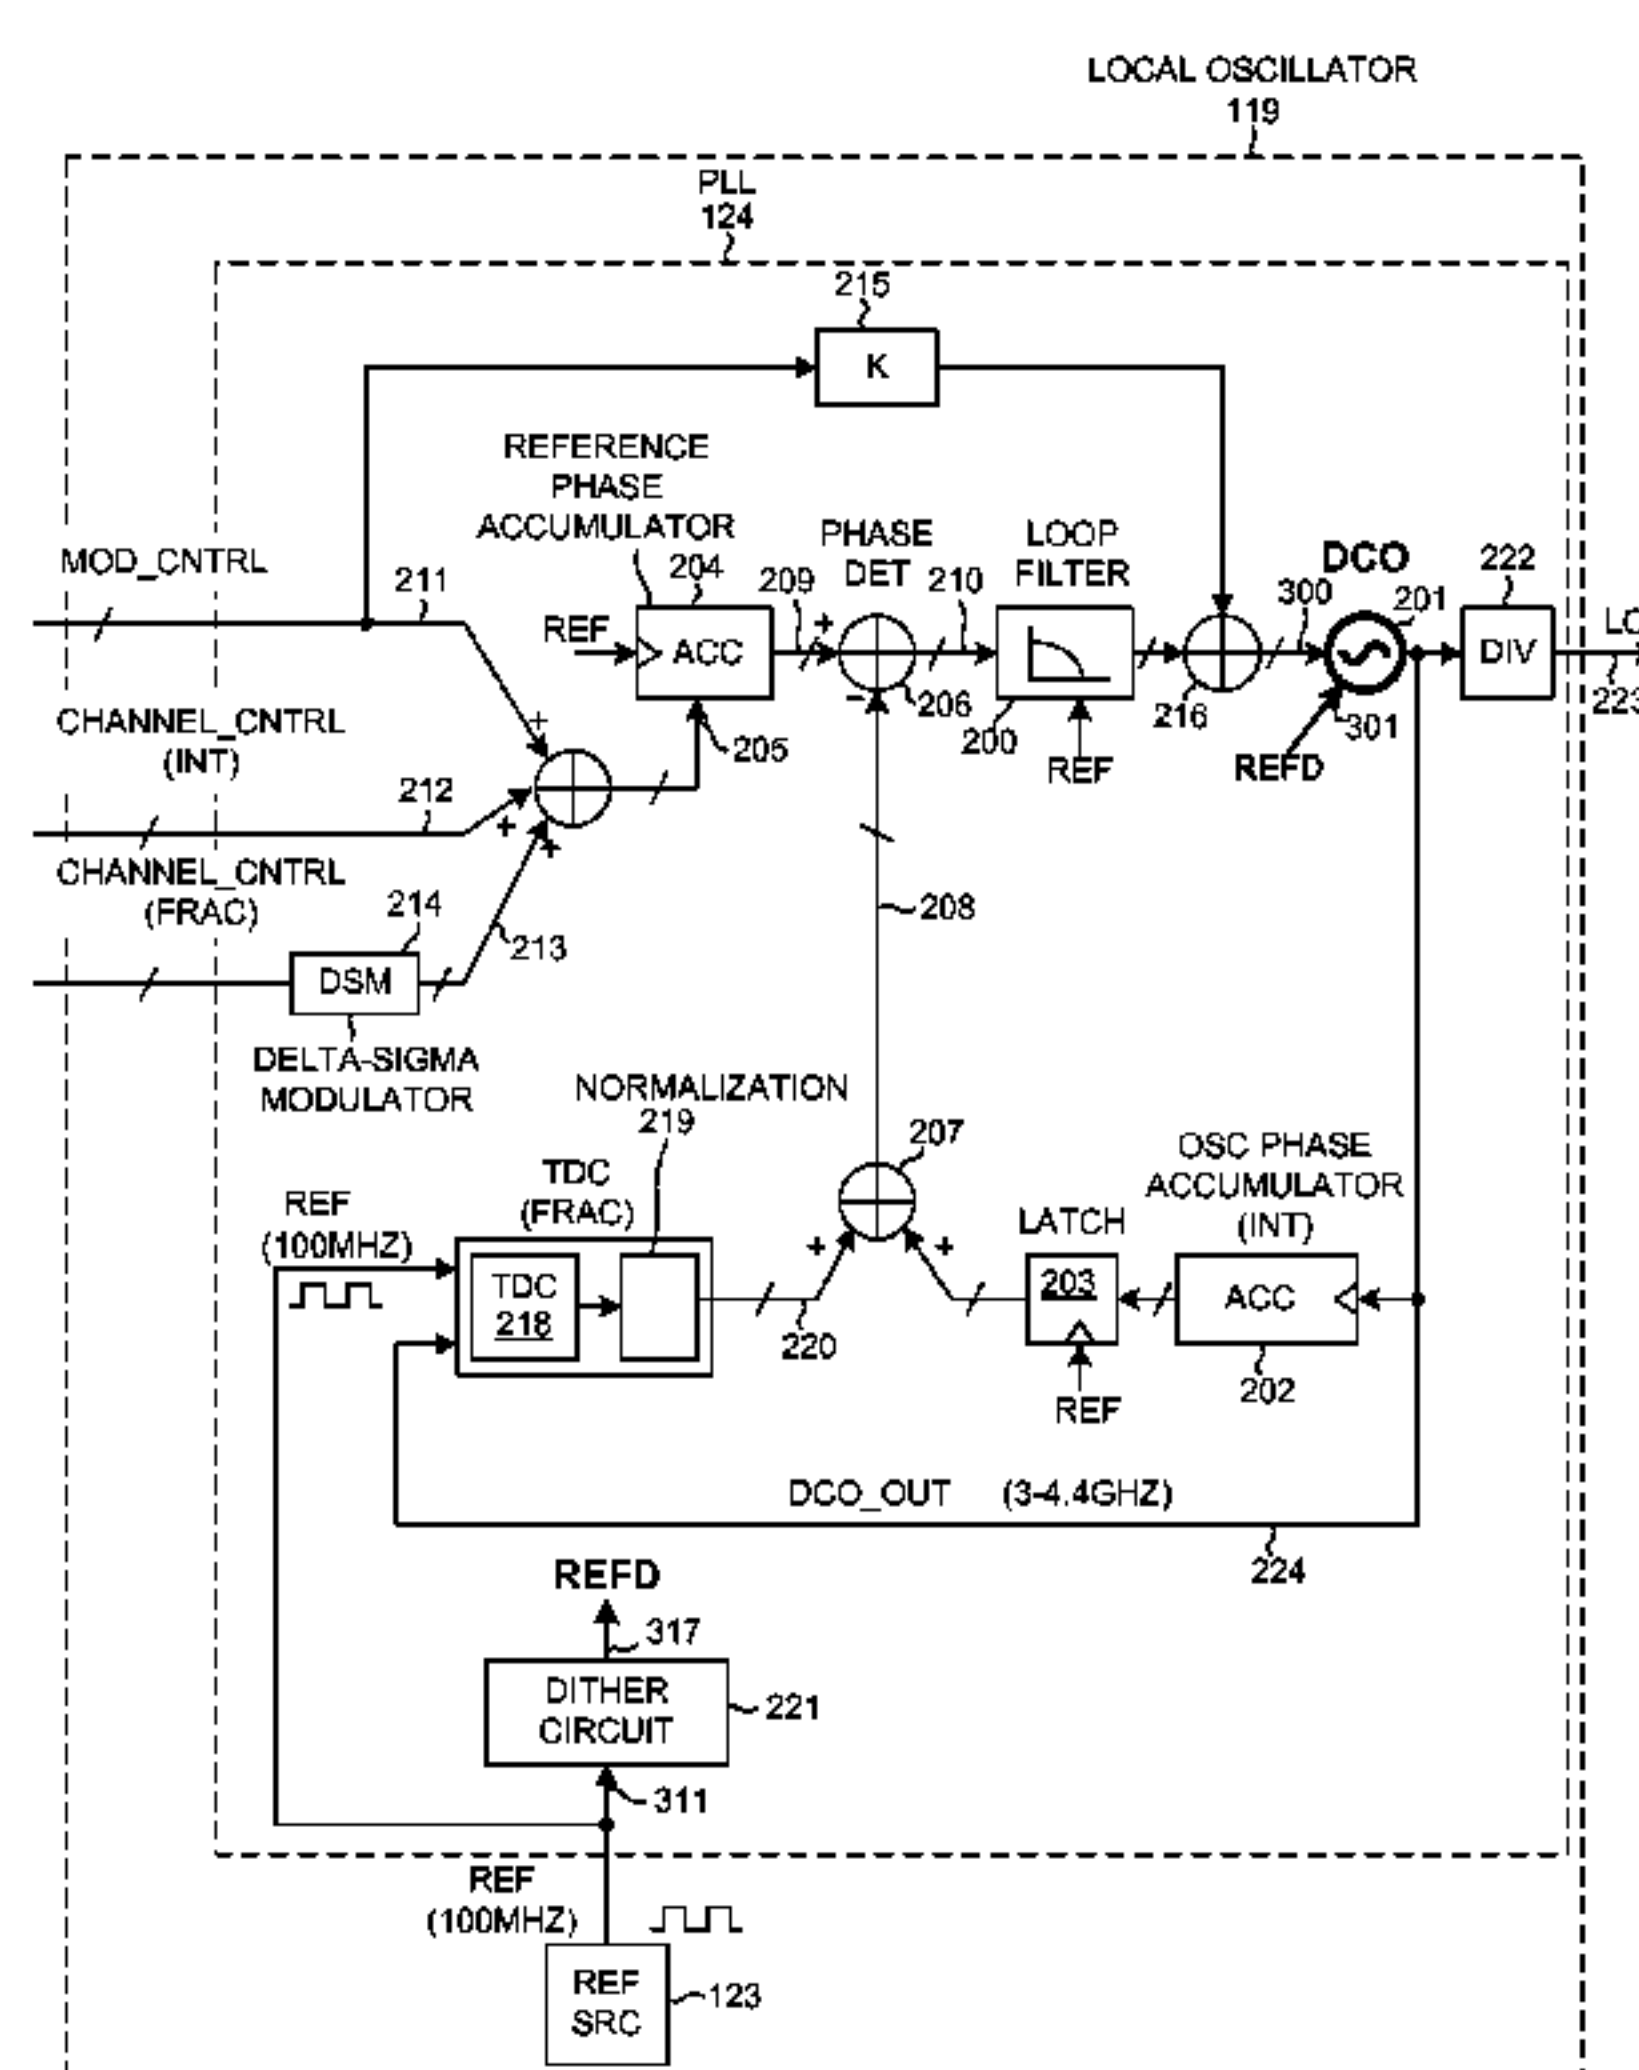 LOCAL OSCILLATOR
119
PLL
124
215
K
REFERENCE
PHASE
ACCUMULATOR
204
REF
ACC
205
209
+
PHASE
DET
-
206
210
LOOP
FILTER
200
REF
216
300
DCO
201
301
REFD
222
DIV
223
MOD_CNTRL
211
+
CHANNEL_CNTRL
(INT)
212
+
CHANNEL_CNTRL
(FRAC)
214
DSM
213
+
DELTA-SIGMA
MODULATOR
208
NORMALIZATION
219
TDC
(FRAC)
REF
(100MHZ)
TDC
218
220
+
207
+
LATCH
203
REF
OSC PHASE
ACCUMULATOR
(INT)
ACC
202
DCO_OUT (3-4.4GHZ)
224
REFD
317
DITHER
CIRCUIT
221
311
REF
(100MHZ)
REF
SRC
123